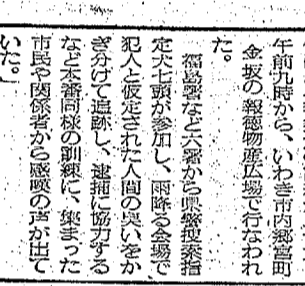 午前九時から、いわき市内郷宮町
金坂の報徳物産広場で行なわれ
た。
福島署など六署から県警捜索指
定犬七頭が参加し、雨降る会場で
犯人と仮定された人間の臭いをか
ぎ分けて追跡し、逮捕に協力する
など本番同様の訓練に、集まった
市民や関係者から感嘆の声が出て
いた。」